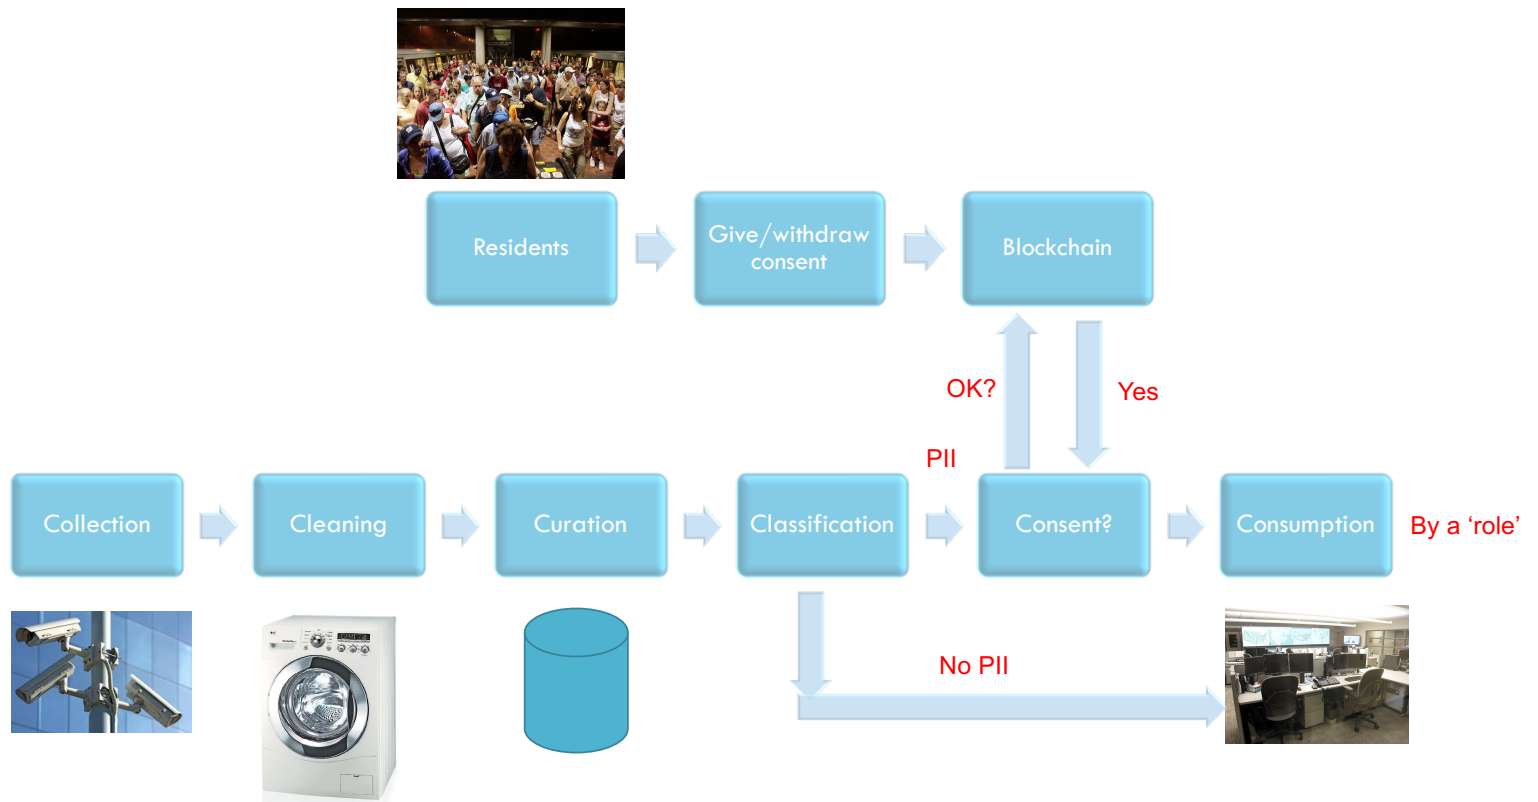 Residents
Give/withdraw
consent
Blockchain
OK?
Yes
PII
Collection
Cleaning
Curation
Classification
Consent?
Consumption
By a ‘role’
No PII